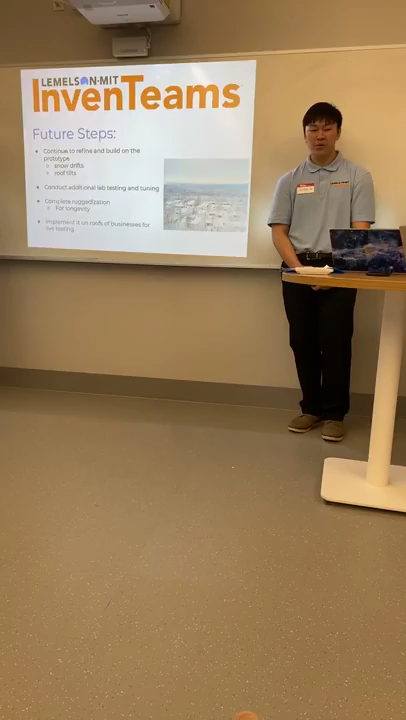 LEMELSON-MIT
InvenTeams
Future Steps:
Continue to refine and build on the
prototype
snow drifts
roof tilts
Conduct additional lab testing and tuning
Complete ruggedization
For longevity
Implement it on roofs of businesses for
live testing